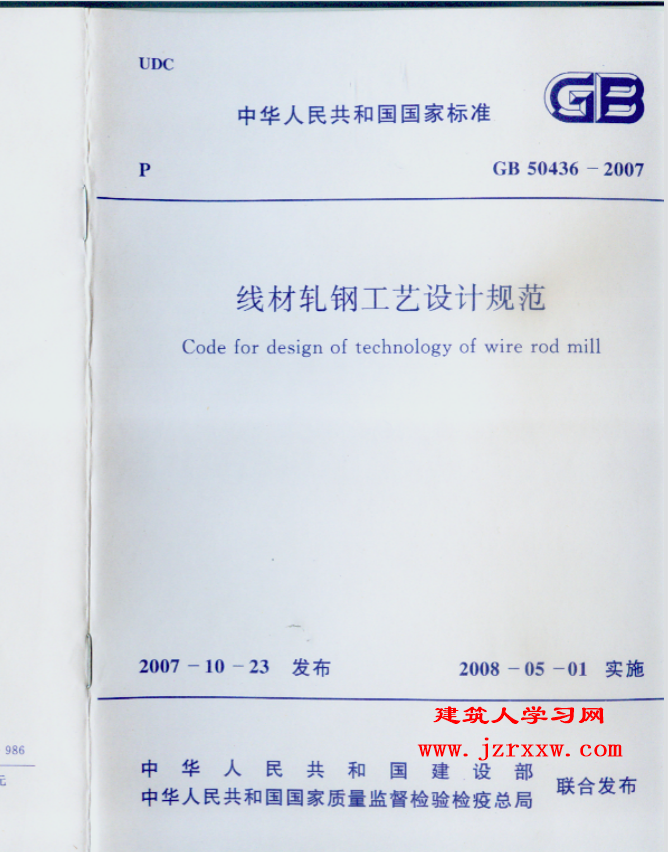 UDC
GB
中华人民共和国国家标准
P
GB 50436－2007
线材轧钢工艺设计规范
Code for design of technology of wire rod mill
2007－10－23 发布
2008－05－01 实施
建筑人学习网
www.jzrxxw.com
986
元
中华人民共和国建设部
中华人民共和国国家质量监督检验检疫总局
联合发布